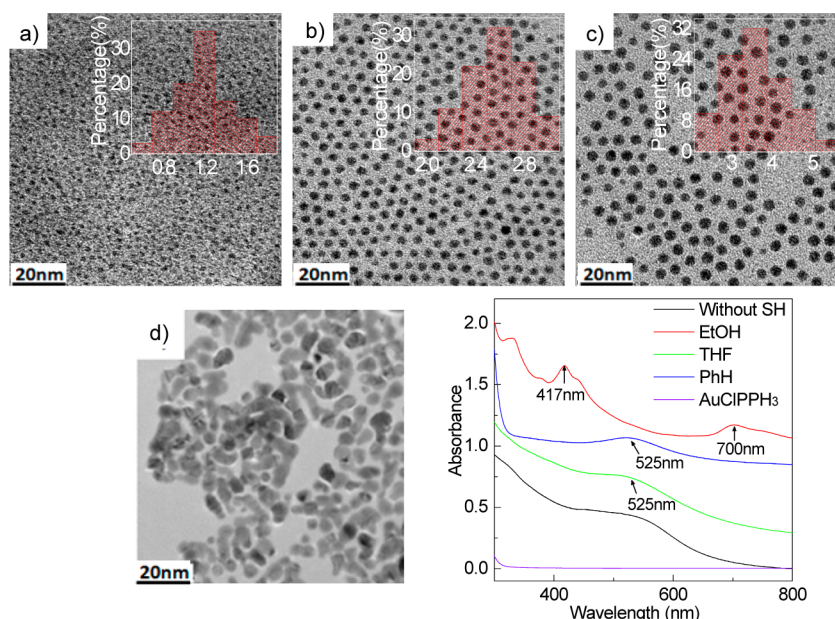 a)
Percentage(%)
30
20
10
0
0.8 1.2 1.6
20nm
b)
Percentage(%)
30
20
10
0
2.0 2.4 2.8
20nm
c)
Percentage(%)
32
24
16
8
0
3 4 5
20nm
d)
20nm
Absorbance
2.0
1.5
1.0
0.5
0.0
Without SH
EtOH
THF
PhH
AuClPPH3
417nm
700nm
525nm
525nm
400 600 800
Wavelength (nm)